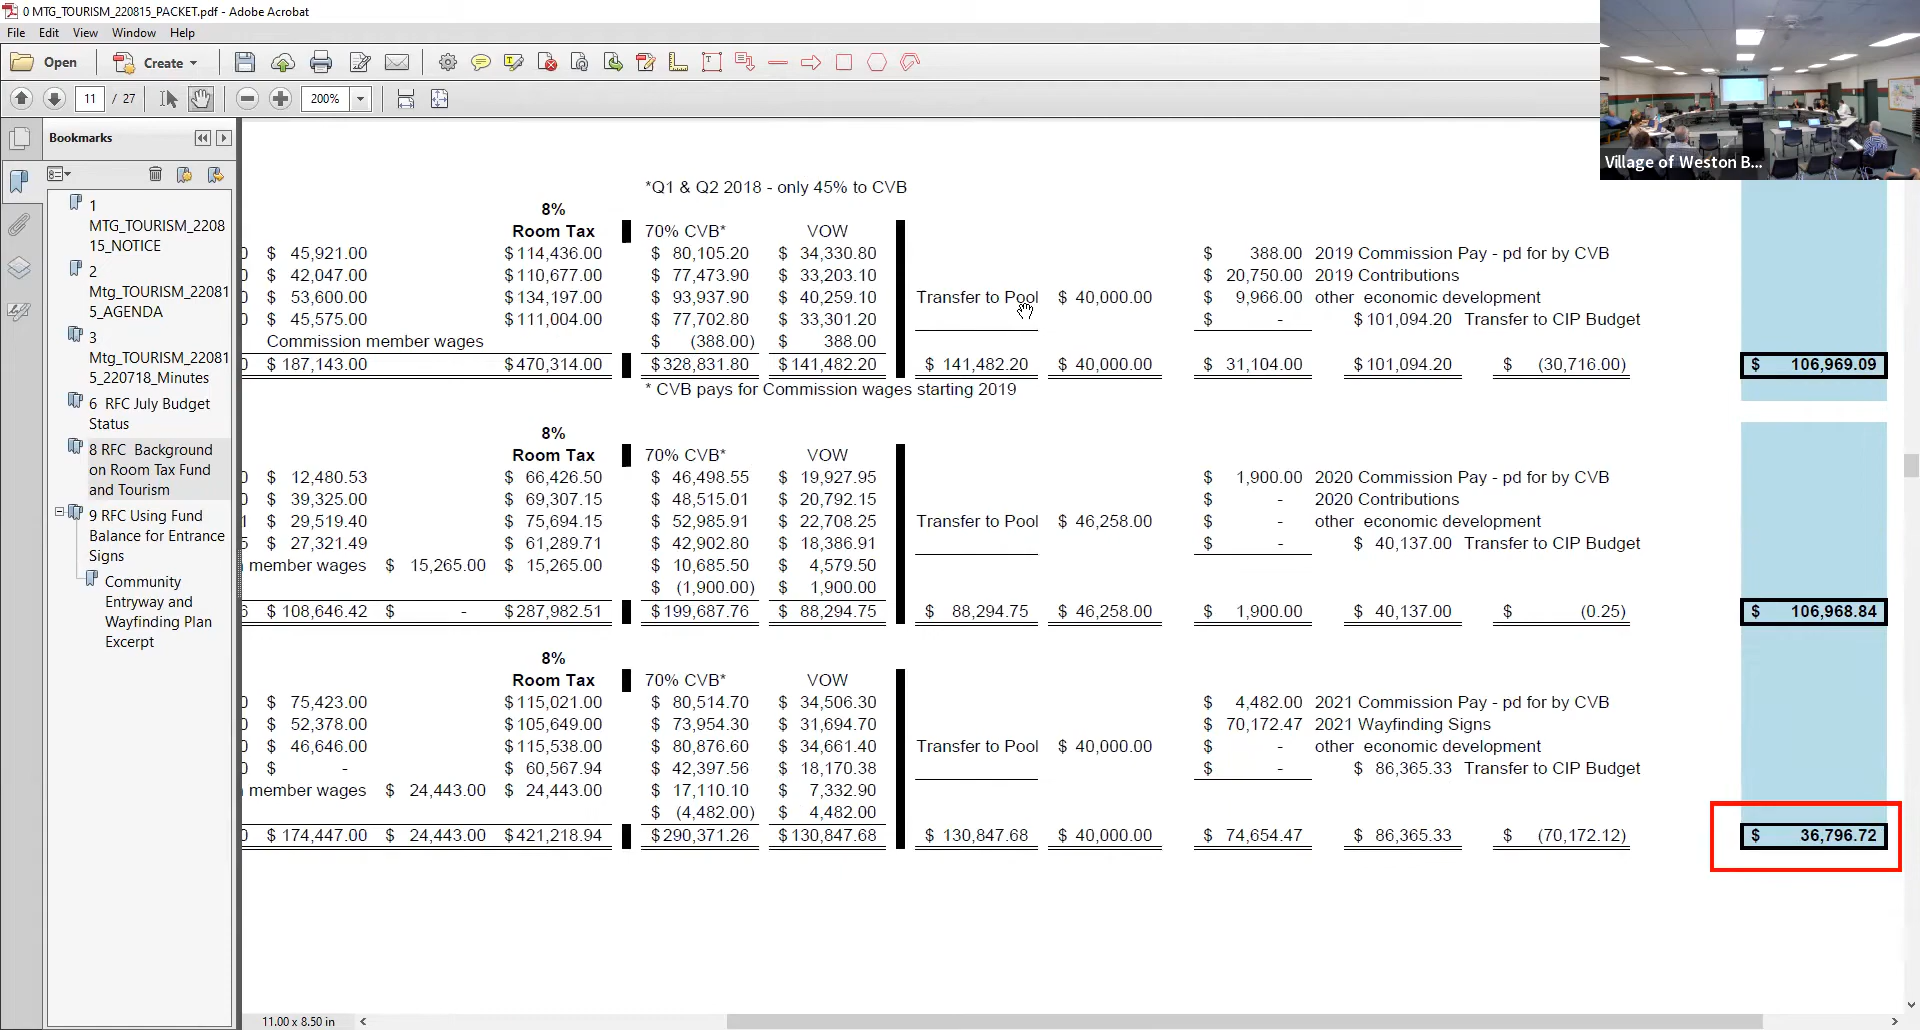 0 MTG_TOURISM_220815_PACKET.pdf - Adobe Acrobat
File Edit View Window Help
Open Create
11 / 27 200%
Village of Weston B...
Bookmarks
1
MTG_TOURISM_2208
15_NOTICE
2
Mtg_TOURISM_22081
5_AGENDA
3
Mtg_TOURISM_22081
5_220718_Minutes
6 RFC July Budget
Status
8 RFC Background
on Room Tax Fund
and Tourism
9 RFC Using Fund
Balance for Entrance
Signs
Community
Entryway and
Wayfinding Plan
Excerpt
*Q1 & Q2 2018 - only 45% to CVB
8%
Room Tax 70% CVB* VOW
0 $ 45,921.00 $114,436.00 $ 80,105.20 $ 34,330.80 $ 388.00 2019 Commission Pay - pd for by CVB
0 $ 42,047.00 $110,677.00 $ 77,473.90 $ 33,203.10 $ 20,750.00 2019 Contributions
0 $ 53,600.00 $134,197.00 $ 93,937.90 $ 40,259.10 Transfer to Pool $ 40,000.00 $ 9,966.00 other economic development
0 $ 45,575.00 $111,004.00 $ 77,702.80 $ 33,301.20 $ - $101,094.20 Transfer to CIP Budget
Commission member wages $ (388.00) $ 388.00
0 $ 187,143.00 $470,314.00 $328,831.80 $141,482.20 $ 141,482.20 $ 40,000.00 $ 31,104.00 $101,094.20 $ (30,716.00) $ 106,969.09
* CVB pays for Commission wages starting 2019
8%
Room Tax 70% CVB* VOW
0 $ 12,480.53 $ 66,426.50 $ 46,498.55 $ 19,927.95 $ 1,900.00 2020 Commission Pay - pd for by CVB
0 $ 39,325.00 $ 69,307.15 $ 48,515.01 $ 20,792.15 $ - 2020 Contributions
1 $ 29,519.40 $ 75,694.15 $ 52,985.91 $ 22,708.25 Transfer to Pool $ 46,258.00 $ - other economic development
5 $ 27,321.49 $ 61,289.71 $ 42,902.80 $ 18,386.91 $ - $ 40,137.00 Transfer to CIP Budget
member wages $ 15,265.00 $ 15,265.00 $ 10,685.50 $ 4,579.50
$ (1,900.00) $ 1,900.00
6 $ 108,646.42 $ - $287,982.51 $199,687.76 $ 88,294.75 $ 88,294.75 $ 46,258.00 $ 1,900.00 $ 40,137.00 $ (0.25) $ 106,968.84
8%
Room Tax 70% CVB* VOW
0 $ 75,423.00 $115,021.00 $ 80,514.70 $ 34,506.30 $ 4,482.00 2021 Commission Pay - pd for by CVB
0 $ 52,378.00 $105,649.00 $ 73,954.30 $ 31,694.70 $ 70,172.47 2021 Wayfinding Signs
0 $ 46,646.00 $115,538.00 $ 80,876.60 $ 34,661.40 Transfer to Pool $ 40,000.00 $ - other economic development
0 $ - $ 60,567.94 $ 42,397.56 $ 18,170.38 $ - $ 86,365.33 Transfer to CIP Budget
member wages $ 24,443.00 $ 24,443.00 $ 17,110.10 $ 7,332.90
$ (4,482.00) $ 4,482.00
0 $ 174,447.00 $ 24,443.00 $421,218.94 $290,371.26 $130,847.68 $ 130,847.68 $ 40,000.00 $ 74,654.47 $ 86,365.33 $ (70,172.12) $ 36,796.72
11.00 x 8.50 in